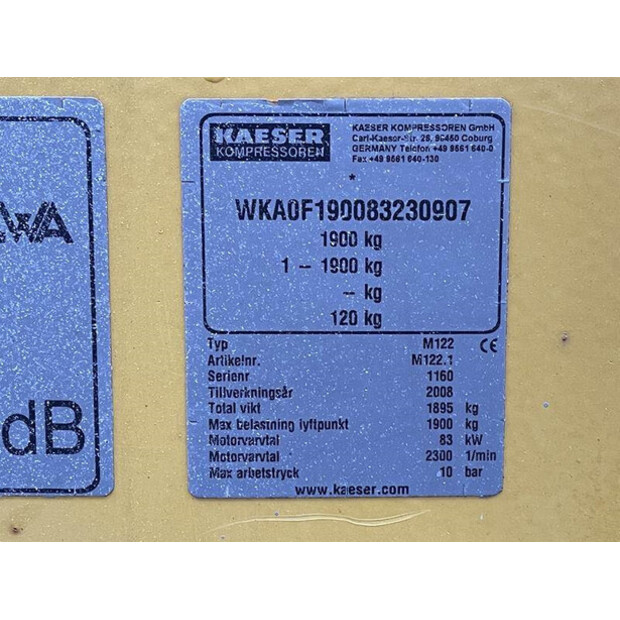 WA
dB
KAESER
KOMPRESSOREN
KAESER KOMPRESSOREN GmbH
Carl-Kaeser-Str. 26, 96450 Coburg
GERMANY Telefon +49 9561 640-0
Fax +49 9561 640-130
*
WKA0F190083230907
1900 kg
1 - 1900 kg
- kg
120 kg
Typ M122 CE
Artikelnr. M122.1
Serienr 1160
Tillverkningsår 2008
Total vikt 1895 kg
Max belastning lyftpunkt 1900 kg
Motorvarvtal 83 kW
Motorvarvtal 2300 1/min
Max arbetstryck 10 bar
www.kaeser.com